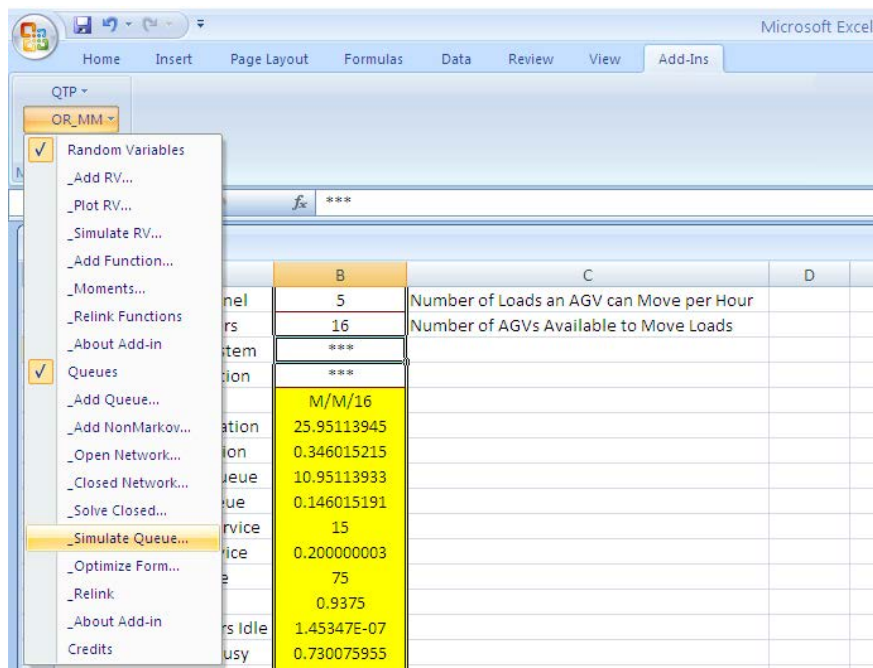 Microsoft Excel
Home Insert Page Layout Formulas Data Review View Add-Ins
QTP
OR_MM
Random Variables
_Add RV...
_Plot RV...
_Simulate RV...
_Add Function...
_Moments...
_Relink Functions
_About Add-in
Queues
_Add Queue...
_Add NonMarkov...
_Open Network...
_Closed Network...
_Solve Closed...
_Simulate Queue...
_Optimize Form...
_Relink
_About Add-in
Credits
fx ***
B C D
nel 5 Number of Loads an AGV can Move per Hour
rs 16 Number of AGVs Available to Move Loads
stem ***
tion ***
M/M/16
ation 25.95113945
ion 0.346015215
ueue 10.95113933
ue 0.146015191
rvice 15
vice 0.200000003
e 75
0.9375
rs Idle 1.45347E-07
usy 0.730075955